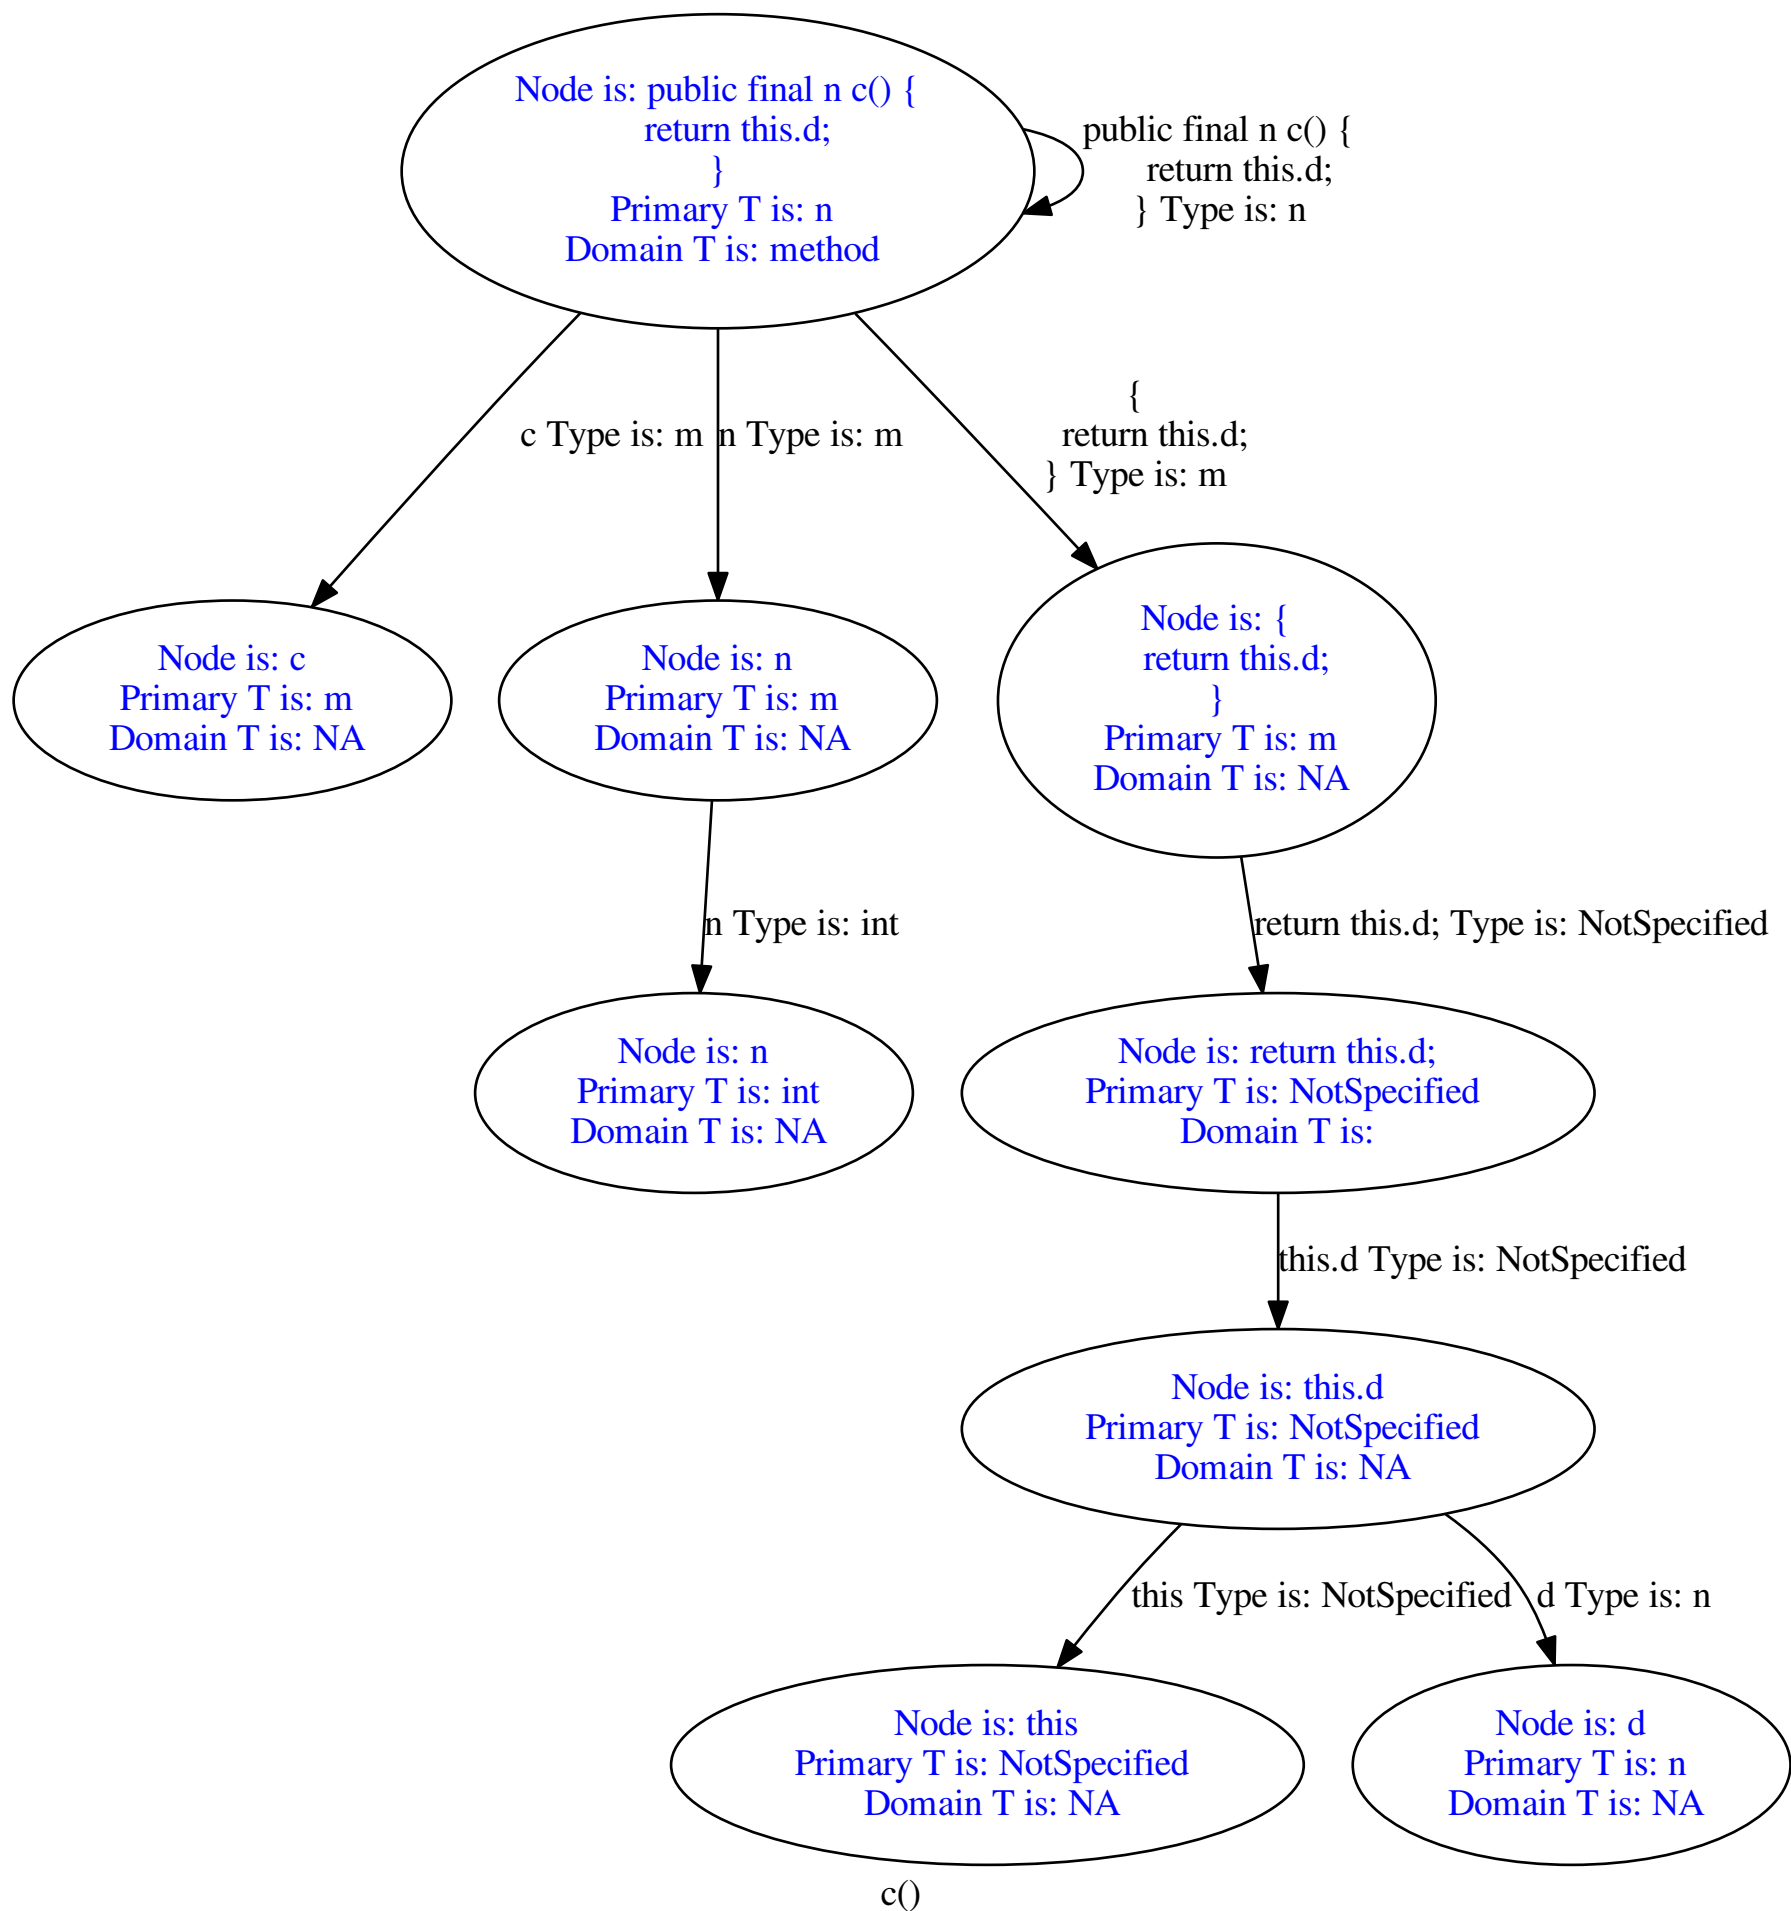 Node is: public final n c() {
return this.d;
}
Primary T is: n
Domain T is: method
public final n c() {
return this.d;
} Type is: n
c Type is: m
n Type is: m
{
return this.d;
} Type is: m
Node is: c
Primary T is: m
Domain T is: NA
Node is: n
Primary T is: m
Domain T is: NA
Node is: {
return this.d;
}
Primary T is: m
Domain T is: NA
n Type is: int
return this.d; Type is: NotSpecified
Node is: n
Primary T is: int
Domain T is: NA
Node is: return this.d;
Primary T is: NotSpecified
Domain T is:
this.d Type is: NotSpecified
Node is: this.d
Primary T is: NotSpecified
Domain T is: NA
this Type is: NotSpecified
d Type is: n
Node is: this
Primary T is: NotSpecified
Domain T is: NA
Node is: d
Primary T is: n
Domain T is: NA
c()